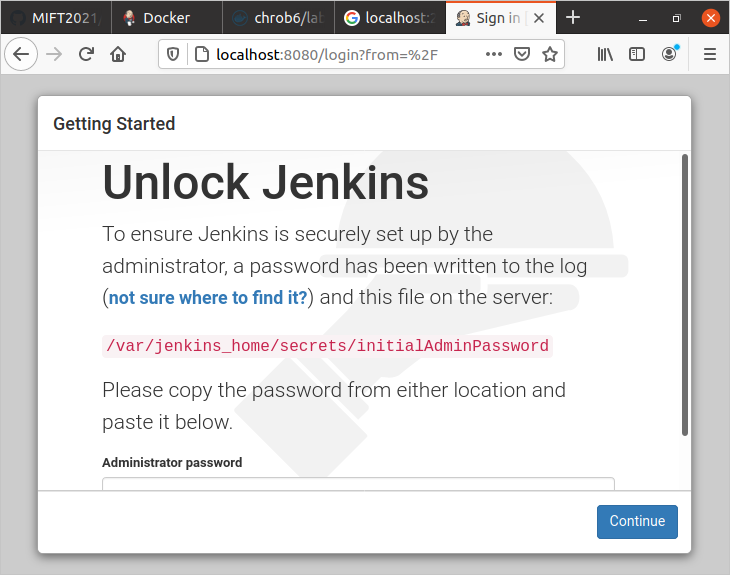 MIFT2021/
Docker
chrob6/la
localhost:2
Sign in
localhost:8080/login?from=%2F
Getting Started
Unlock Jenkins
To ensure Jenkins is securely set up by the
administrator, a password has been written to the log
(not sure where to find it?) and this file on the server:
/var/jenkins_home/secrets/initialAdminPassword
Please copy the password from either location and
paste it below.
Administrator password
Continue